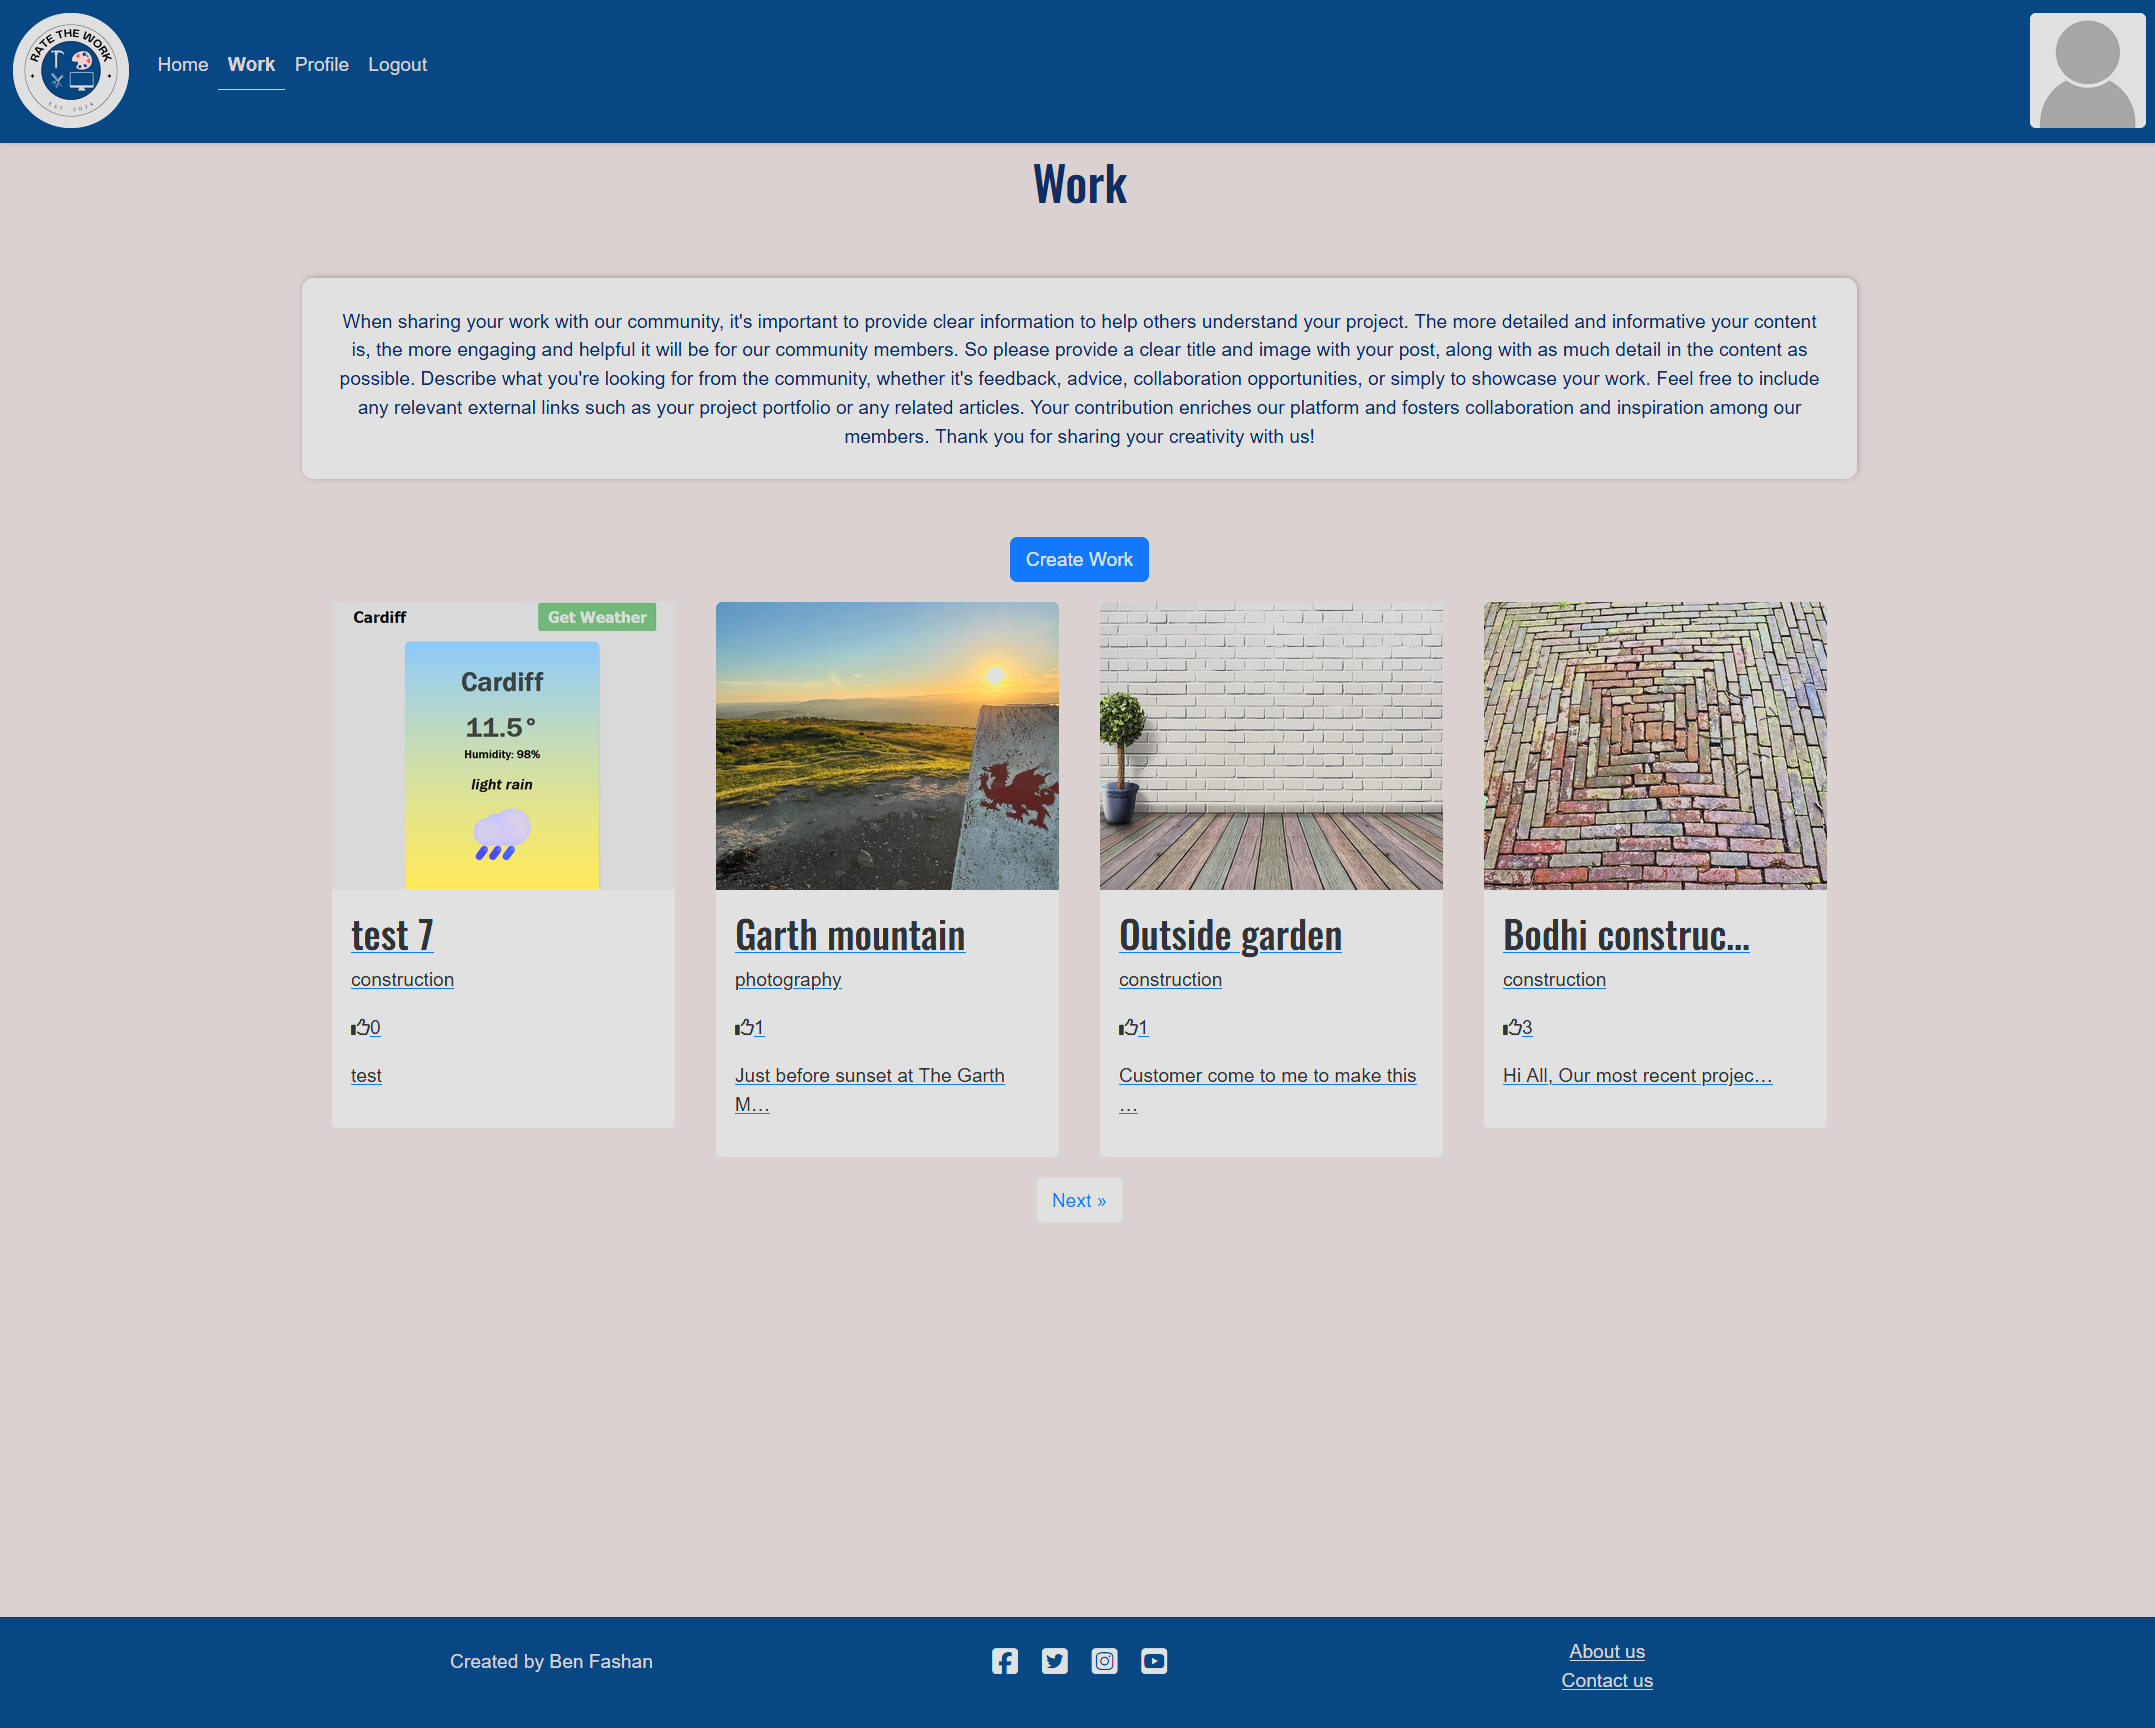 RATE THE WORK
EST. 2024
Home Work Profile Logout
Work
When sharing your work with our community, it's important to provide clear information to help others understand your project. The more detailed and informative your content
is, the more engaging and helpful it will be for our community members. So please provide a clear title and image with your post, along with as much detail in the content as
possible. Describe what you're looking for from the community, whether it's feedback, advice, collaboration opportunities, or simply to showcase your work. Feel free to include
any relevant external links such as your project portfolio or any related articles. Your contribution enriches our platform and fosters collaboration and inspiration among our
members. Thank you for sharing your creativity with us!
Create Work
Cardiff Get Weather
Cardiff
11.5°
Humidity: 98%
light rain
test 7
construction
0
test
Garth mountain
photography
1
Just before sunset at The Garth
M…
Outside garden
construction
1
Customer come to me to make this
…
Bodhi construc…
construction
3
Hi All, Our most recent projec…
Next »
Created by Ben Fashan
About us
Contact us